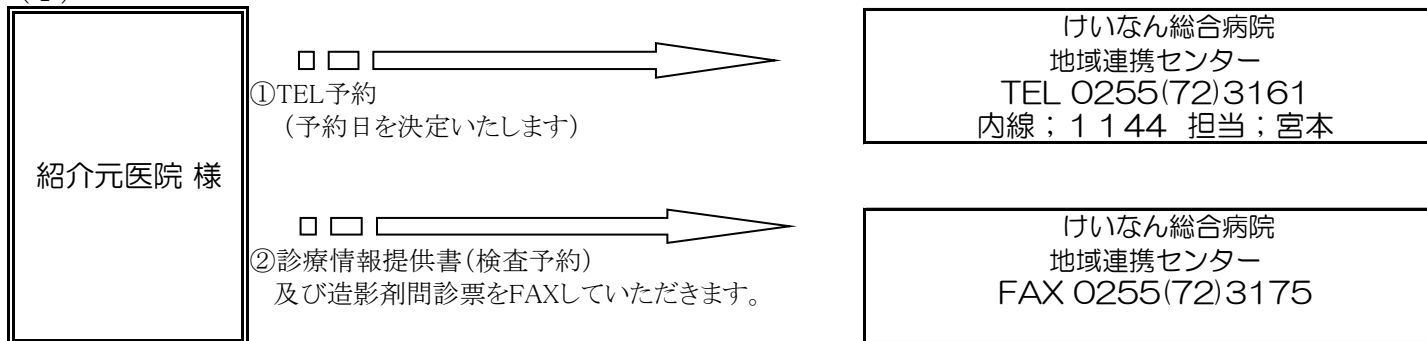 紹介元医院 様
①TEL予約
(予約日を決定いたします)
けいなん総合病院
地域連携センター
TEL 0255(72)3161
内線;1144 担当;宮本
②診療情報提供書(検査予約)
及び造影剤問診票をFAXしていただきます。
けいなん総合病院
地域連携センター
FAX 0255(72)3175